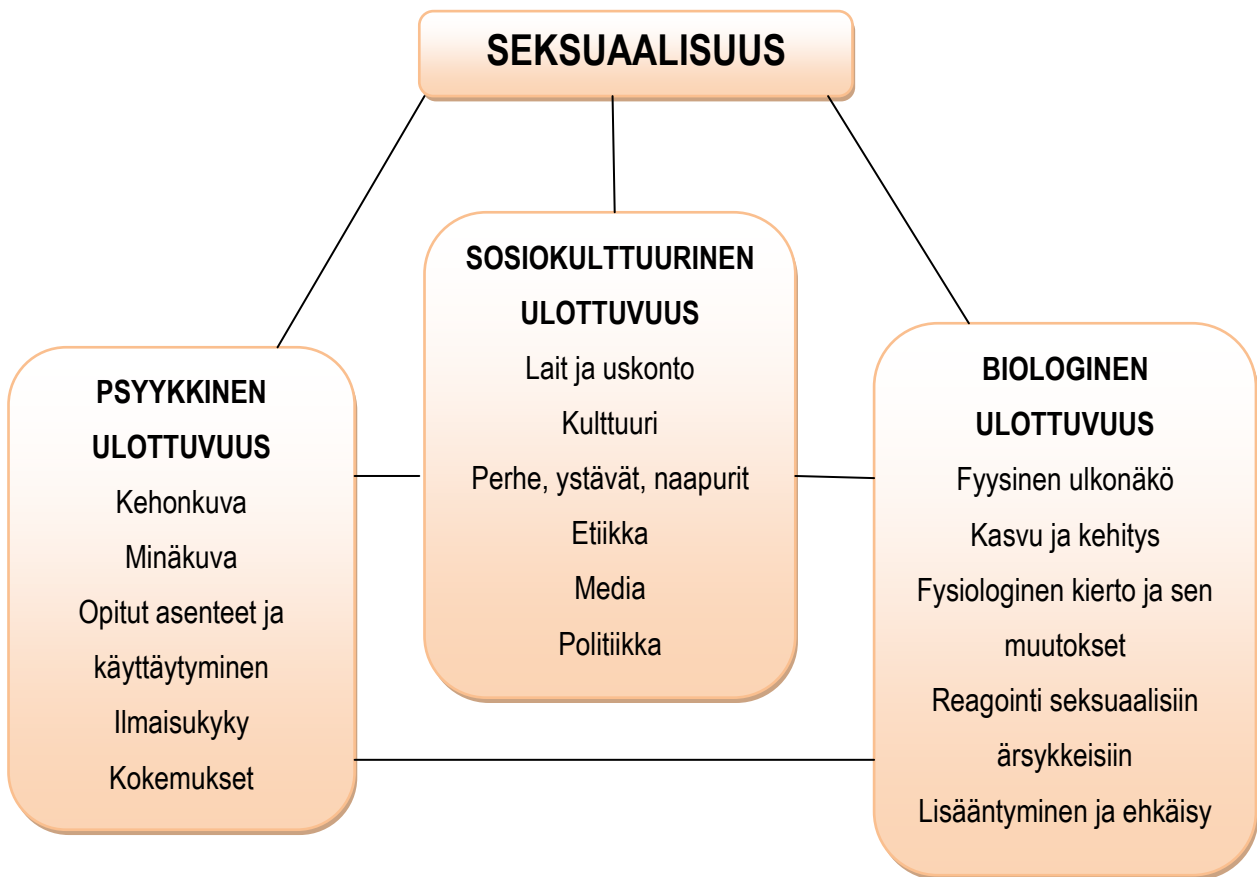 SEKSUAALISUUS
PSYYKKINEN
ULOTTUVUUS
Kehonkuva
Minäkuva
Opitut asenteet ja
käyttäytyminen
Ilmaisukyky
Kokemukset
SOSIOKULTTUURINEN
ULOTTUVUUS
Lait ja uskonto
Kulttuuri
Perhe, ystävät, naapurit
Etiikka
Media
Politiikka
BIOLOGINEN
ULOTTUVUUS
Fyysinen ulkonäkö
Kasvu ja kehitys
Fysiologinen kierto ja sen
muutokset
Reagointi seksuaalisiin
ärsykkeisiin
Lisääntyminen ja ehkäisy